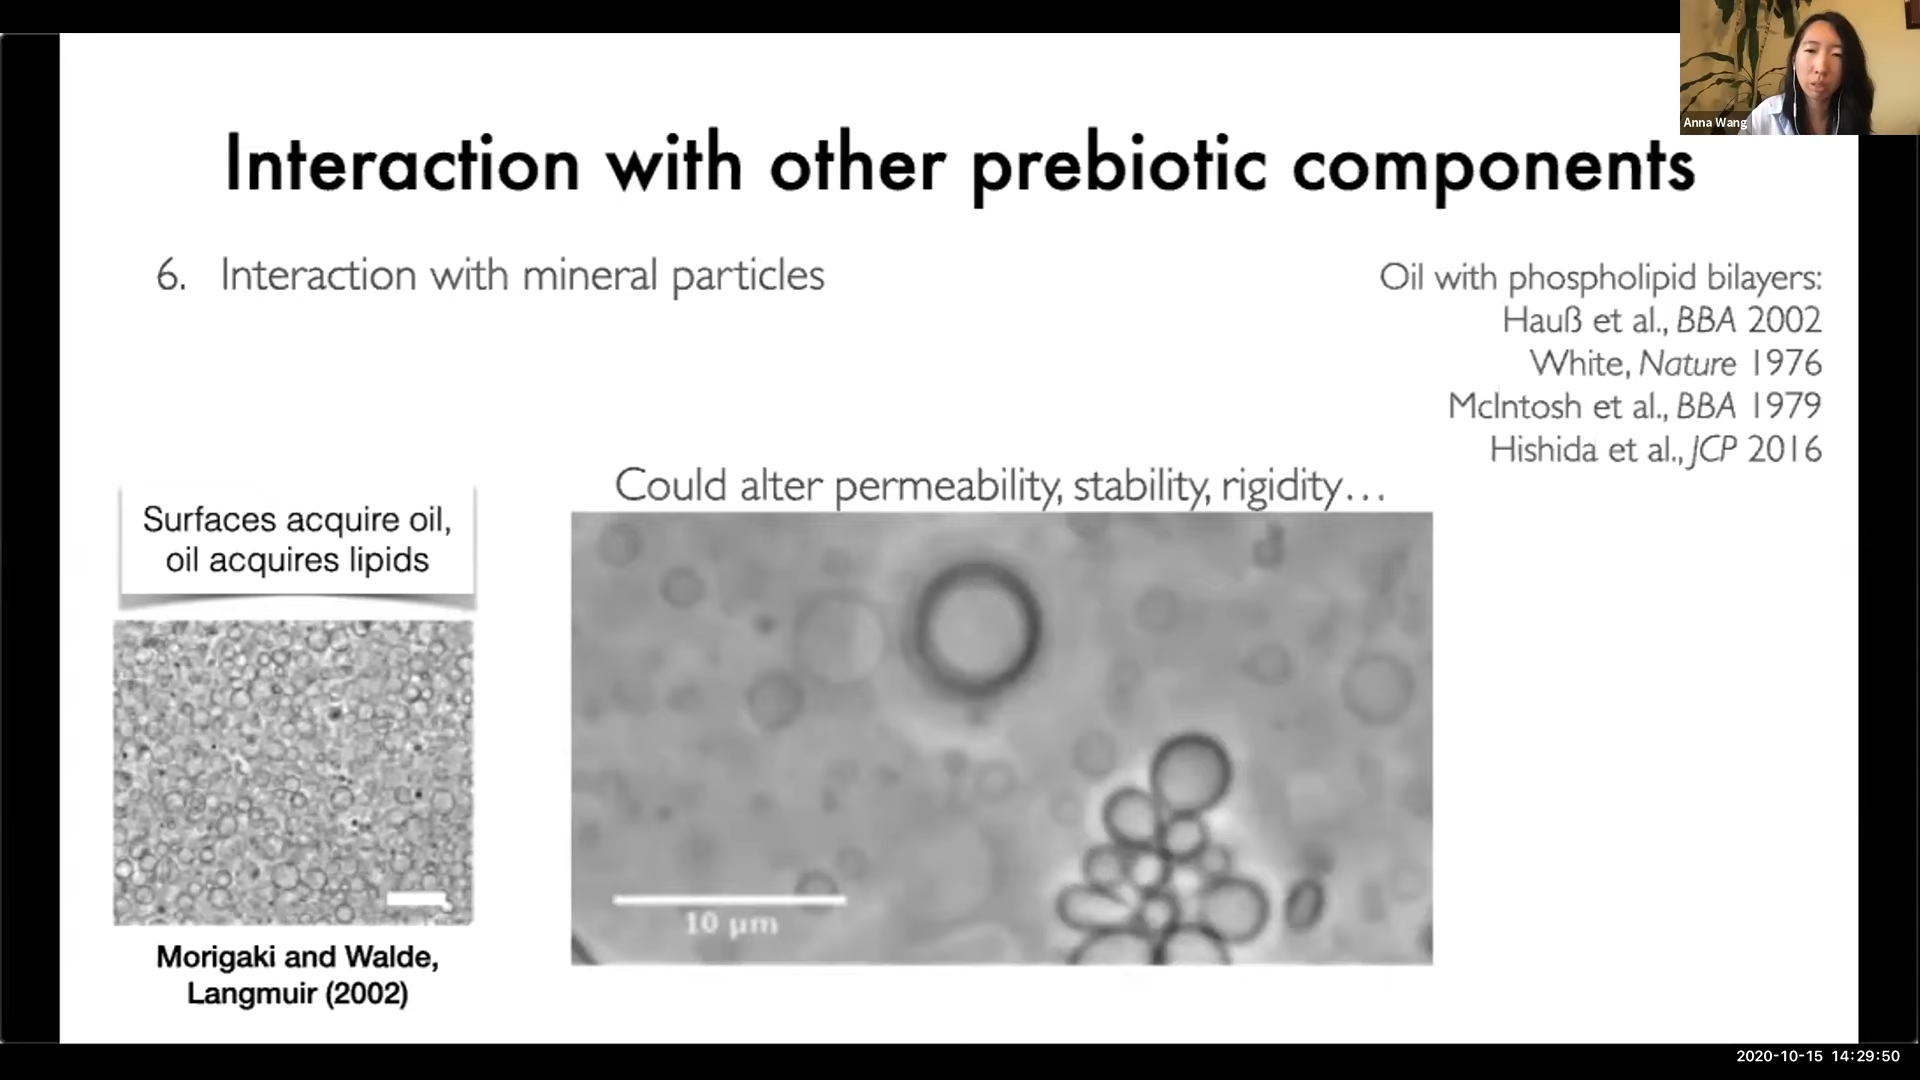 Anna Wang
Interaction with other prebiotic components
6. Interaction with mineral particles
Oil with phospholipid bilayers:
Hauß et al., BBA 2002
White, Nature 1976
McIntosh et al., BBA 1979
Hishida et al., JCP 2016
Could alter permeability, stability, rigidity…
Surfaces acquire oil,
oil acquires lipids
10 µm
Morigaki and Walde,
Langmuir (2002)
2020-10-15 14:29:50